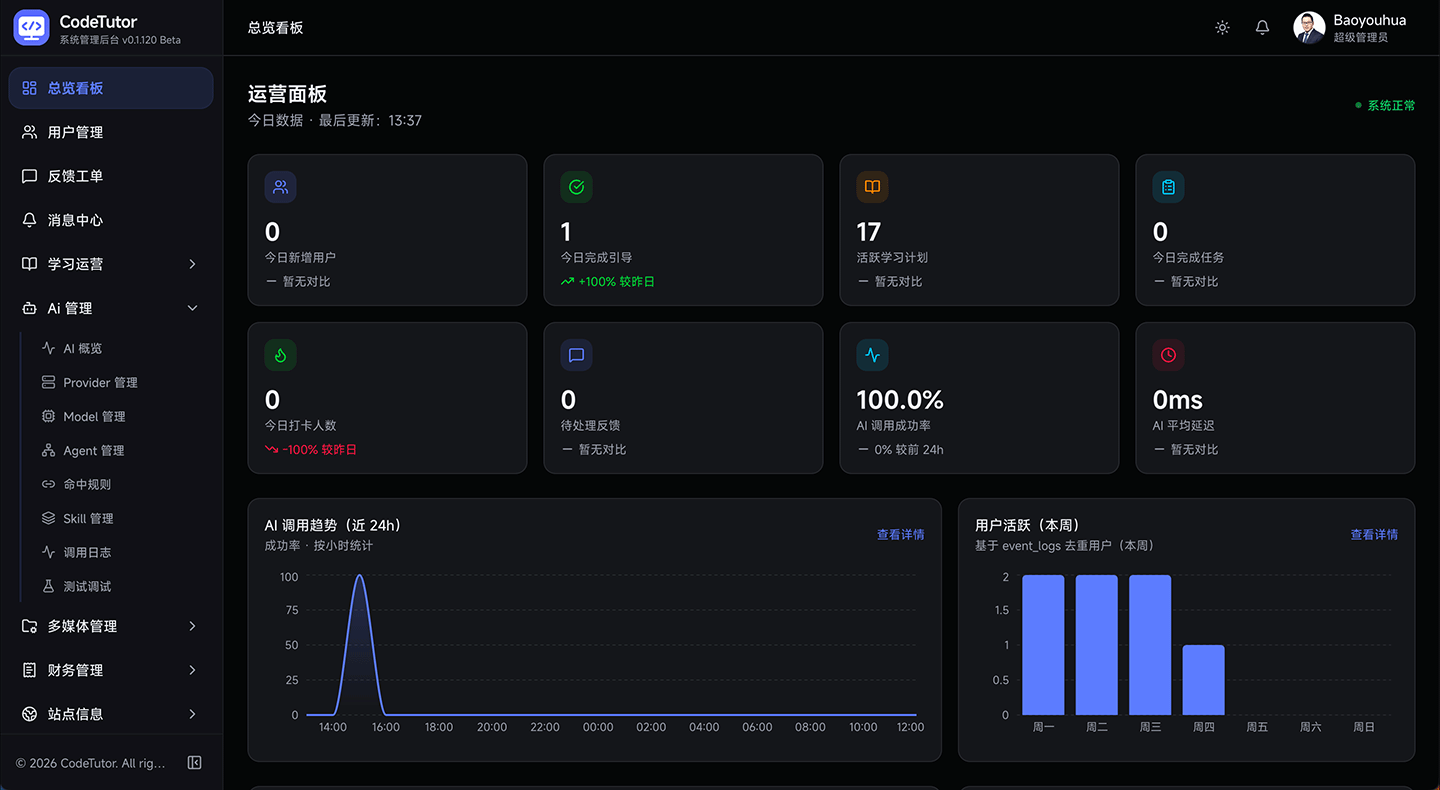 CodeTutor
系统管理后台 v0.1.120 Beta
总览看板
用户管理
反馈工单
消息中心
学习运营
Ai 管理
AI 概览
Provider 管理
Model 管理
Agent 管理
命中规则
Skill 管理
调用日志
测试调试
多媒体管理
财务管理
站点信息
© 2026 CodeTutor. All rig...
总览看板
Baoyouhua
超级管理员
运营面板
今日数据 · 最后更新：13:37
系统正常
0
今日新增用户
暂无对比
1
今日完成引导
+100% 较昨日
17
活跃学习计划
暂无对比
0
今日完成任务
暂无对比
0
今日打卡人数
-100% 较昨日
0
待处理反馈
暂无对比
100.0%
AI 调用成功率
0% 较前 24h
0ms
AI 平均延迟
暂无对比
AI 调用趋势（近 24h）
成功率 · 按小时统计
查看详情
100
75
50
25
0
14:00 16:00 18:00 20:00 22:00 00:00 02:00 04:00 06:00 08:00 10:00 12:00
用户活跃（本周）
基于 event_logs 去重用户（本周）
查看详情
2
1.5
1
0.5
0
周一 周二 周三 周四 周五 周六 周日